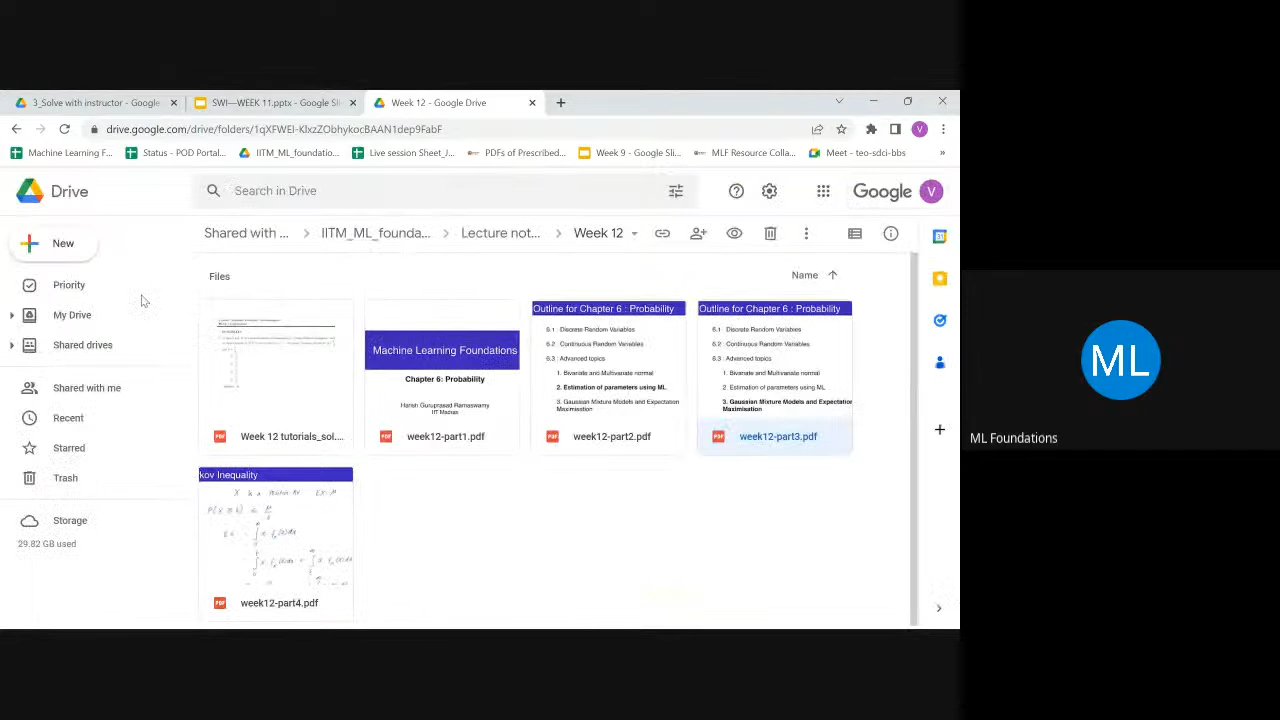 3_Solve with instructor - Google
SWI—WEEK 11.pptx - Google Sli
Week 12 - Google Drive
drive.google.com/drive/folders/1qXFWEI-KlxzZObhykocBAAN1dep9FabF
V
Machine Learning F...
Status - POD Portal...
IITM_ML_foundatio...
Live session Sheet_J...
PDFs of Prescribed...
Week 9 - Google Sli...
MLF Resource Colla...
Meet - teo-sdci-bbs
»
Drive
Search in Drive
Google
V
New
Shared with ...
IITM_ML_founda...
Lecture not...
Week 12
Priority
My Drive
Shared drives
Shared with me
Recent
Starred
Trash
Storage
29.82 GB used
Files
Name
Week 12 tutorials_sol....
Machine Learning Foundations
Chapter 6: Probability
Harish Guruprasad Ramaswamy
IIT Madras
week12-part1.pdf
Outline for Chapter 6 : Probability
6.1 : Discrete Random Variables
6.2 : Continuous Random Variables
6.3 : Advanced topics
1. Bivariate and Multivariate normal
2. Estimation of parameters using ML
3. Gaussian Mixture Models and Expectation
Maximisation
week12-part2.pdf
Outline for Chapter 6 : Probability
6.1 : Discrete Random Variables
6.2 : Continuous Random Variables
6.3 : Advanced topics
1. Bivariate and Multivariate normal
2. Estimation of parameters using ML
3. Gaussian Mixture Models and Expectation
Maximisation
week12-part3.pdf
kov Inequality
week12-part4.pdf
ML
ML Foundations